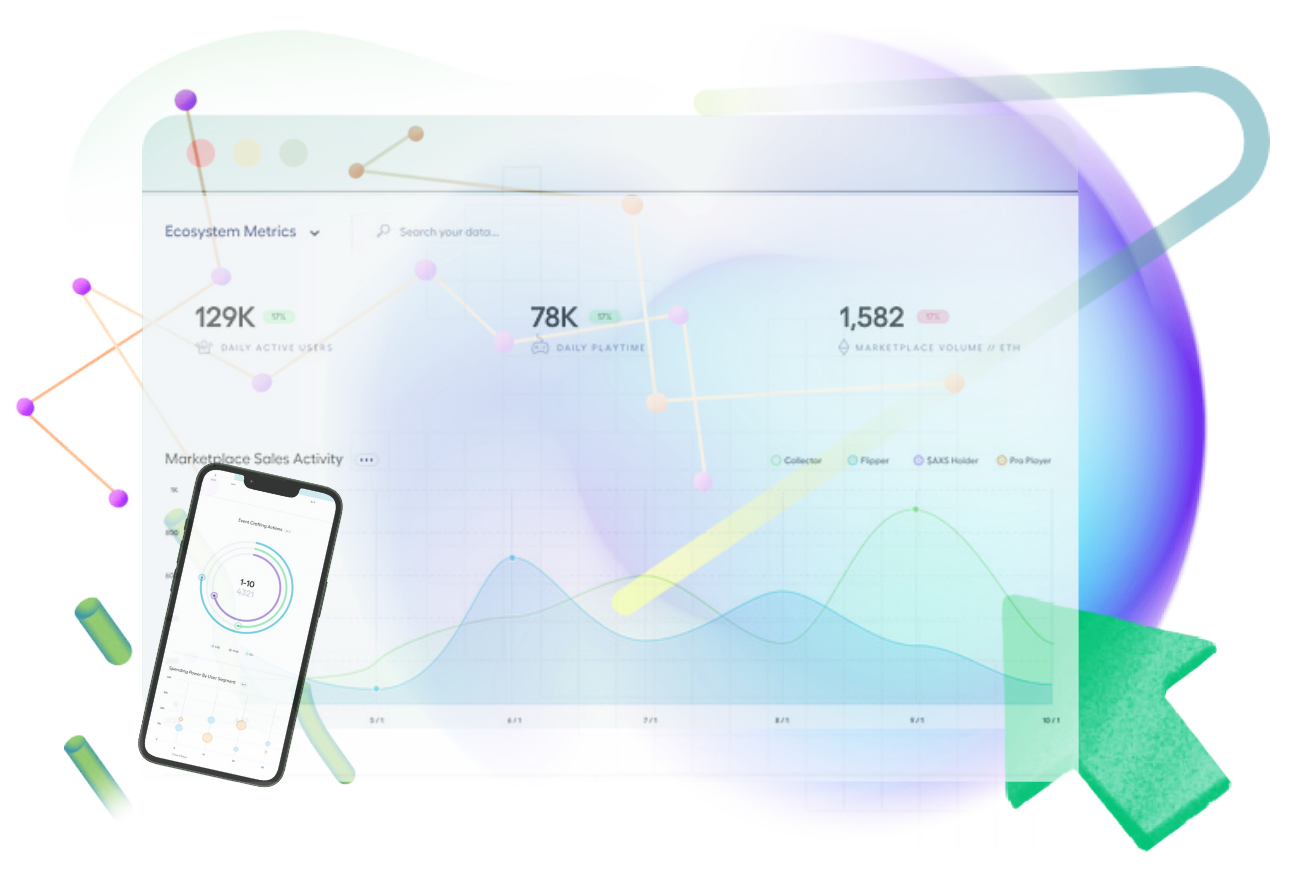 Ecosystem Metrics
Search your data...
129K 17%
DAILY ACTIVE USERS
78K 17%
DAILY PLAYTIME
1,582 17%
MARKETPLACE VOLUME // ETH
Marketplace Sales Activity
Collector Flipper $AXS Holder Pro Player
1K
800
5/1 6/1 7/1 8/1 9/1 10/1
Event Crafting Actions
1-10
4321
Spending Power By User Segment